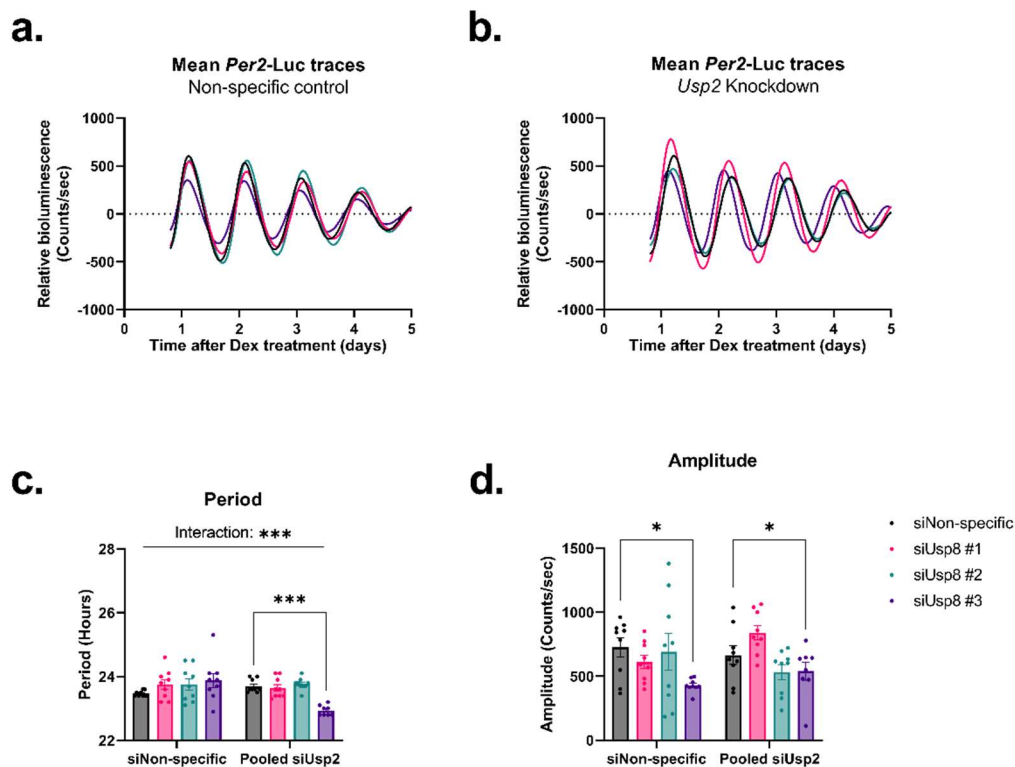 a.
Mean Per2-Luc traces
Non-specific control
Relative bioluminescence
(Counts/sec)
1000
500
0
-500
-1000
0 1 2 3 4 5
Time after Dex treatment (days)
b.
Mean Per2-Luc traces
Usp2 Knockdown
Relative bioluminescence
(Counts/sec)
1000
500
0
-500
-1000
0 1 2 3 4 5
Time after Dex treatment (days)
c.
Period
Interaction: ***
***
Period (Hours)
28
26
24
22
siNon-specific Pooled siUsp2
d.
Amplitude
* *
Amplitude (Counts/sec)
1500
1000
500
0
siNon-specific Pooled siUsp2
siNon-specific
siUsp8 #1
siUsp8 #2
siUsp8 #3